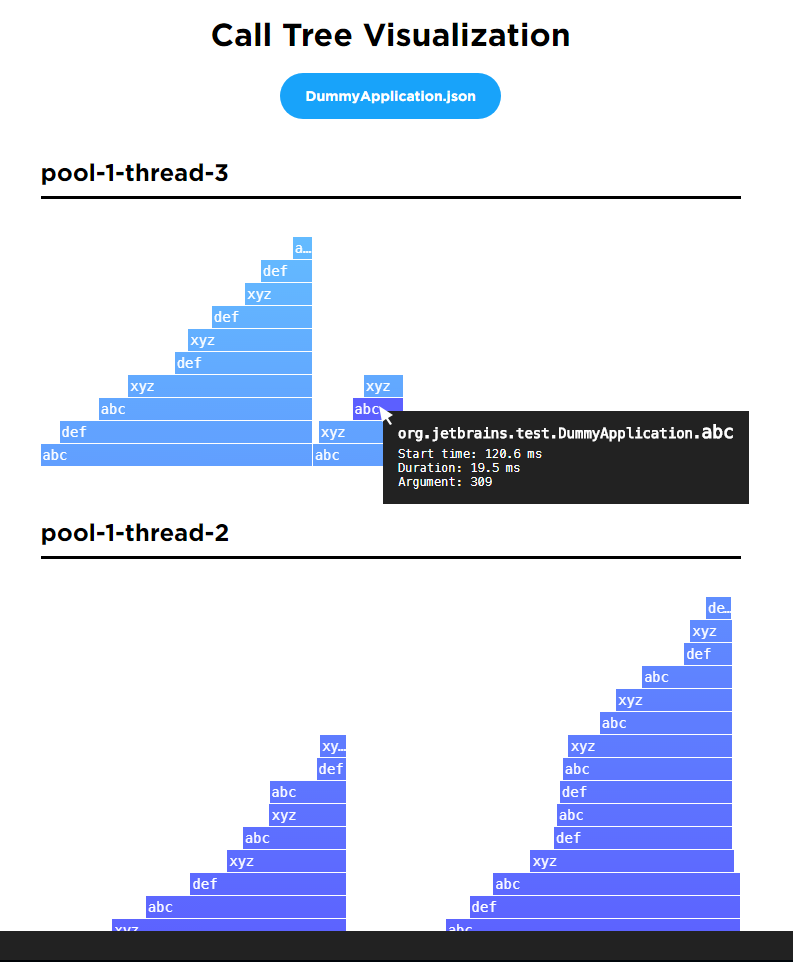 Call Tree Visualization
DummyApplication.json
pool-1-thread-3
a…
def
xyz
def
xyz
def
xyz xyz
abc abc
def xyz
abc abc
org.jetbrains.test.DummyApplication.abc
Start time: 120.6 ms
Duration: 19.5 ms
Argument: 309
pool-1-thread-2
de…
xyz
def
abc
xyz
abc
xy… xyz
def abc
abc def
xyz abc
abc def
xyz xyz
def abc
abc def
xyz abc